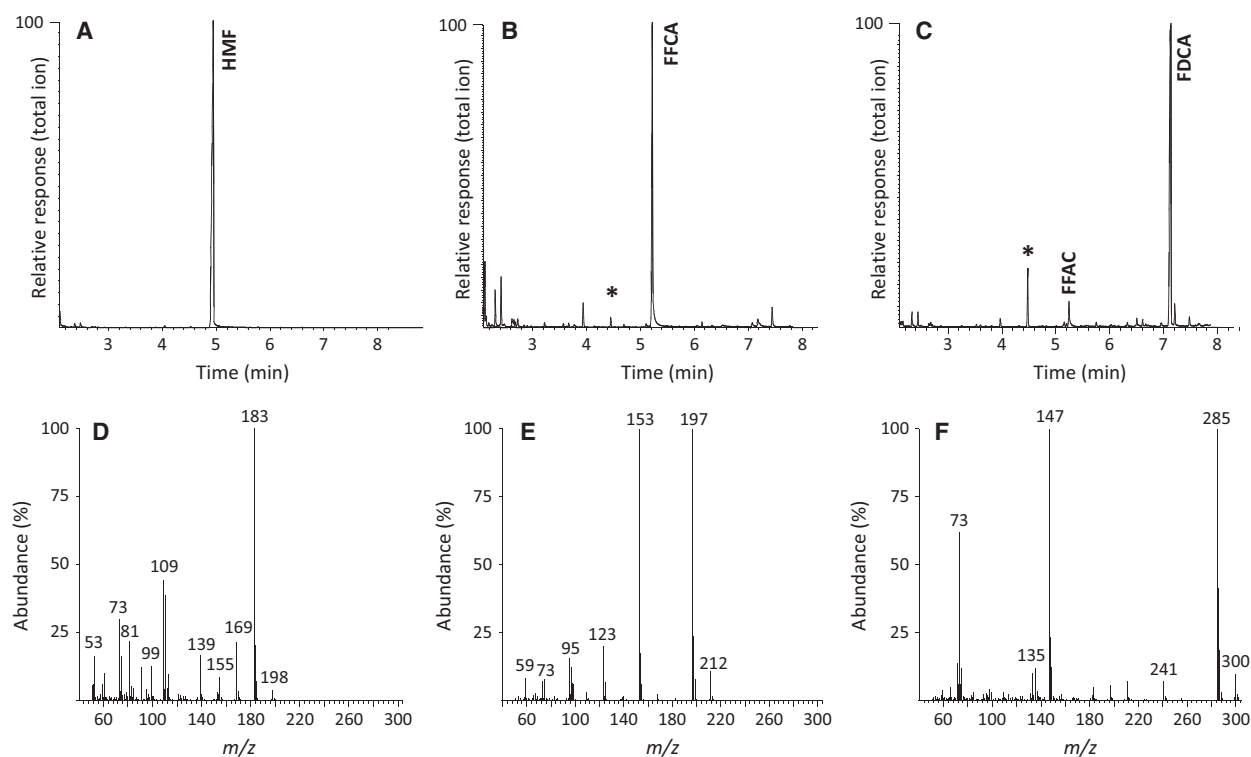 A
100
HMF
Relative response (total ion)
3 4 5 6 7 8
Time (min)
B
100
FFCA
*
Relative response (total ion)
3 4 5 6 7 8
Time (min)
C
100
FDCA
*
FFAC
Relative response (total ion)
3 4 5 6 7 8
Time (min)
D
183
100
75
50
25
109
73
81
53
99
139
169
155
198
Abundance (%)
60 100 140 180 220 260 300
m/z
E
153 197
100
75
50
25
123
95
59 73
212
Abundance (%)
60 100 140 180 220 260 300
m/z
F
147 285
100
75
50
25
73
135
241
300
Abundance (%)
60 100 140 180 220 260 300
m/z